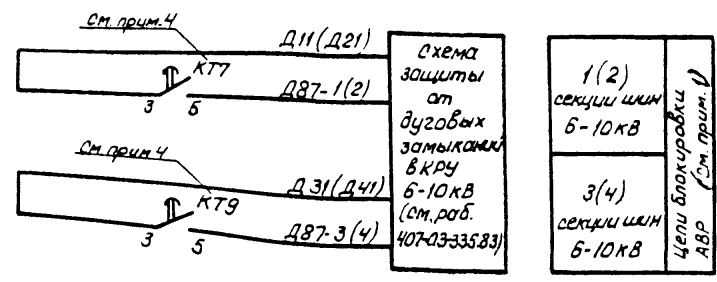 См. прим. 4
Д11(Д21)
КТ7
3 5
Д87-1(2)
См. прим 4
Д31(Д41)
КТ9
3 5
Д87-3(4)
Схема
защиты
от
дуговых
замыканий
в КРУ
6-10кВ
(см. раб.
407-03-335.83)
1(2)
секции шин
6-10кВ
3(4)
секции шин
6-10кВ
Цепи блокировки
АВР (см. прим. 1)